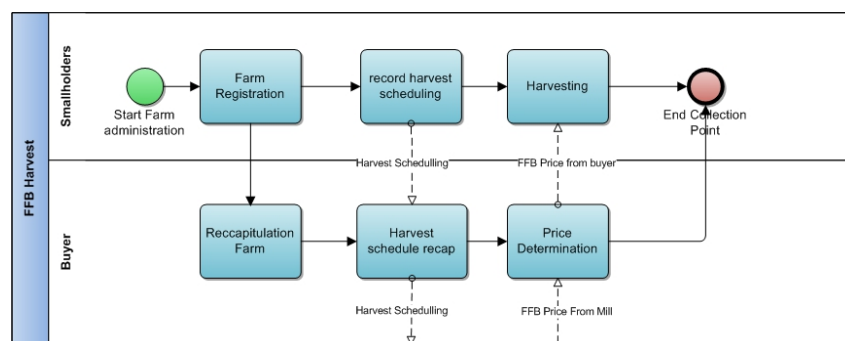 FFB Harvest
Smallholders
Start Farm
administration
Farm
Registration
record harvest
scheduling
Harvesting
End Collection
Point
Harvest Schedulling
FFB Price from buyer
Buyer
Reccapitulation
Farm
Harvest
schedule recap
Price
Determination
Harvest Schedulling
FFB Price From Mill